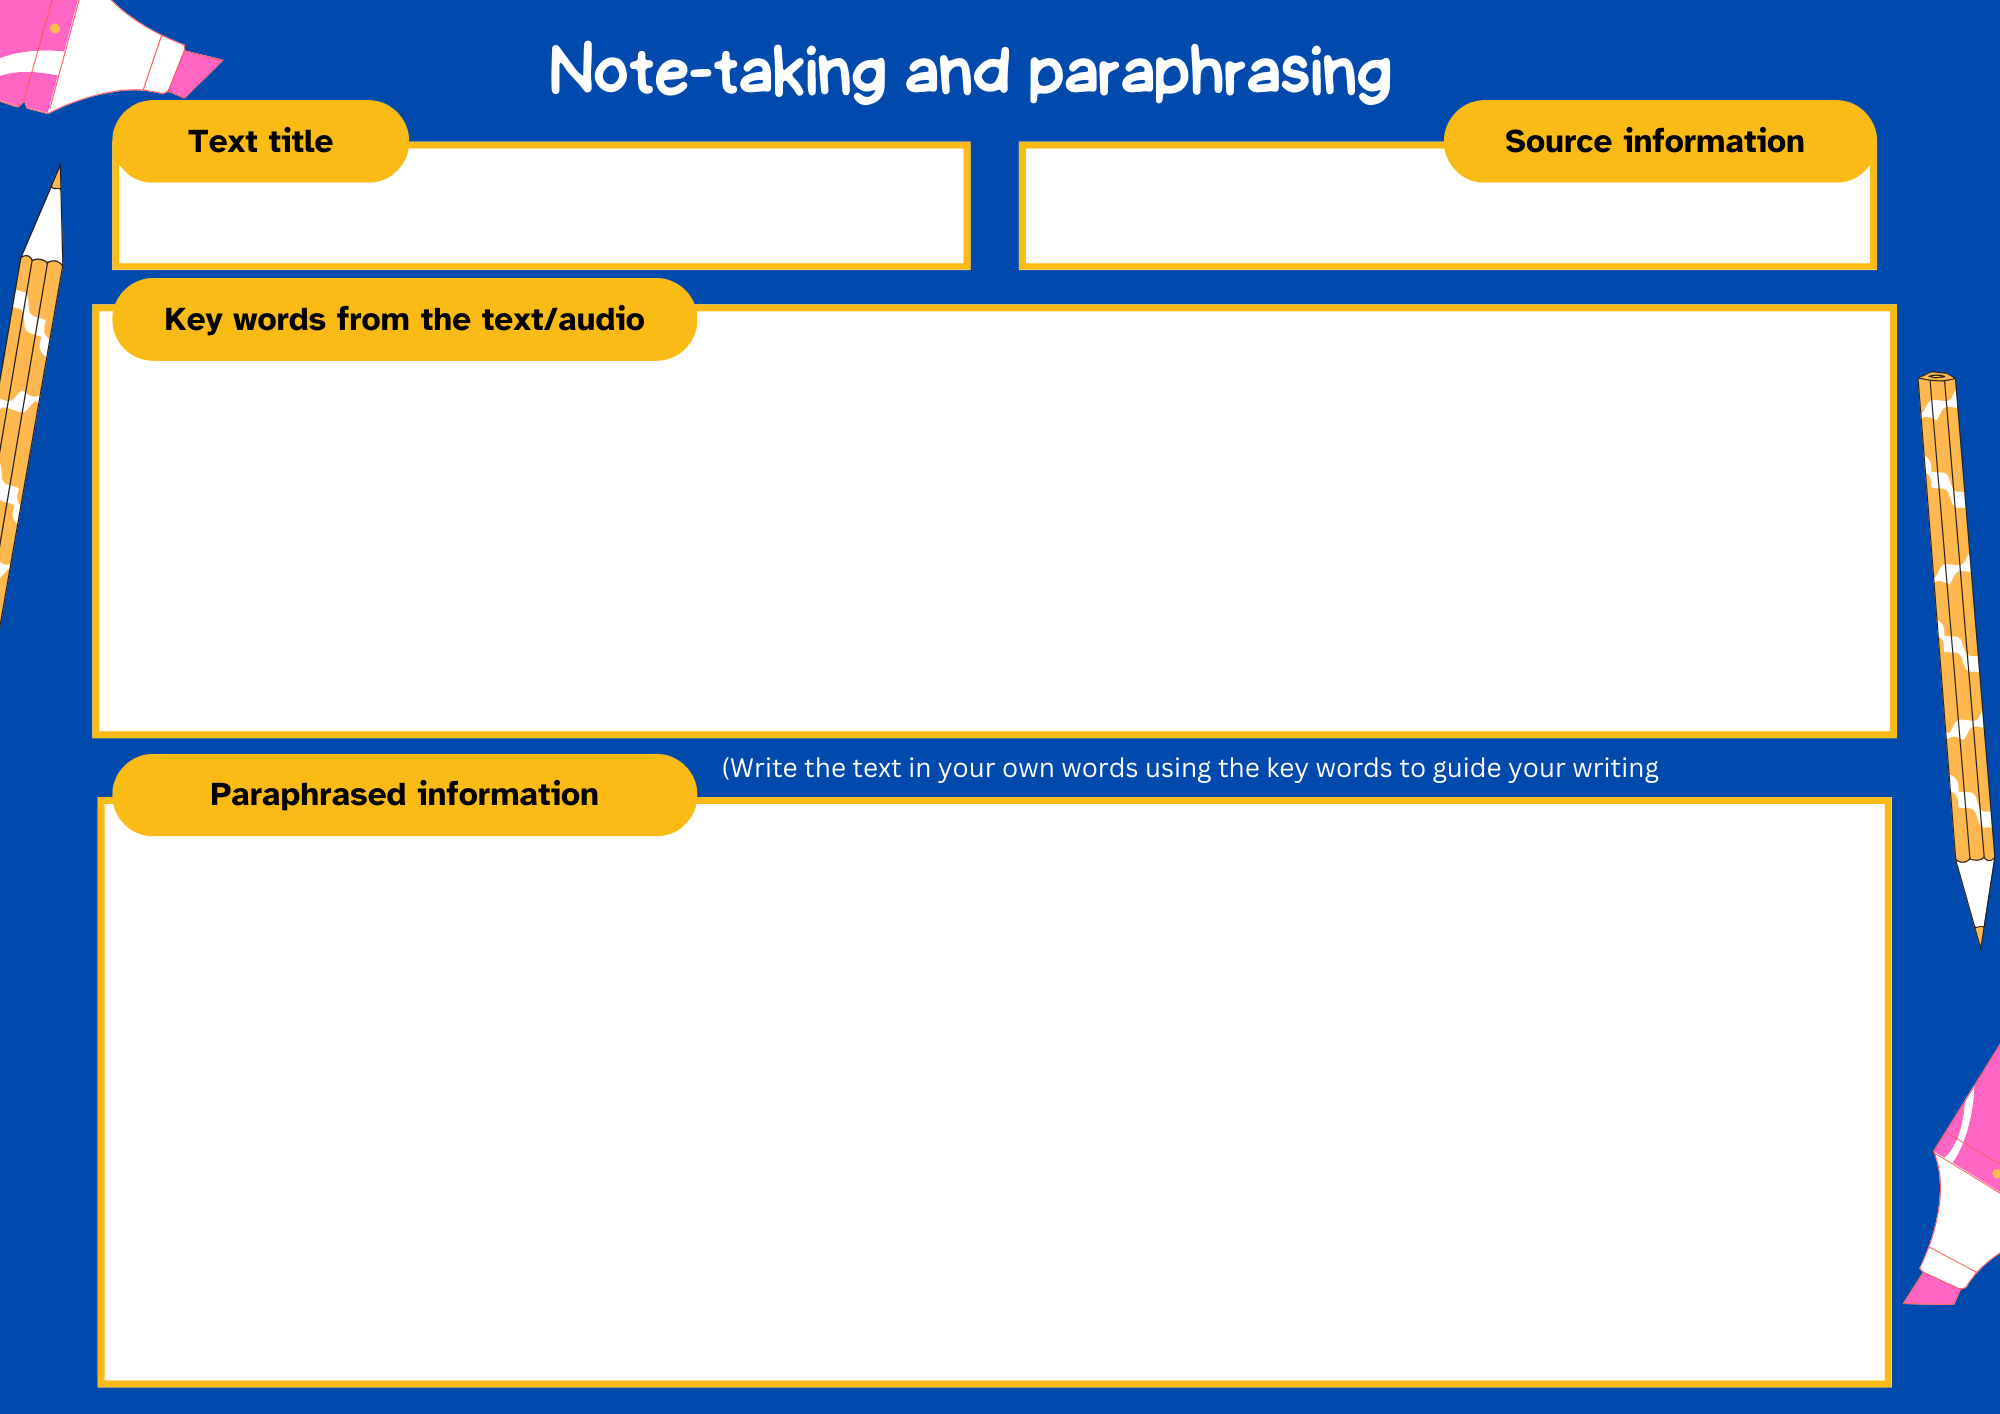 Note-taking and paraphrasing
Text title
Source information
Key words from the text/audio
Paraphrased information
(Write the text in your own words using the key words to guide your writing